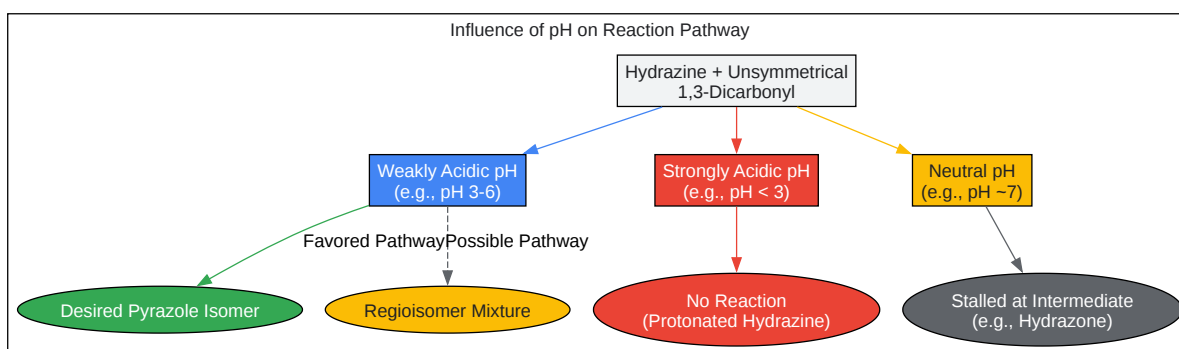 Influence of pH on Reaction Pathway
Hydrazine + Unsymmetrical
1,3-Dicarbonyl
Weakly Acidic pH
(e.g., pH 3-6)
Strongly Acidic pH
(e.g., pH < 3)
Neutral pH
(e.g., pH ~7)
Favored Pathway
Possible Pathway
Desired Pyrazole Isomer
Regioisomer Mixture
No Reaction
(Protonated Hydrazine)
Stalled at Intermediate
(e.g., Hydrazone)